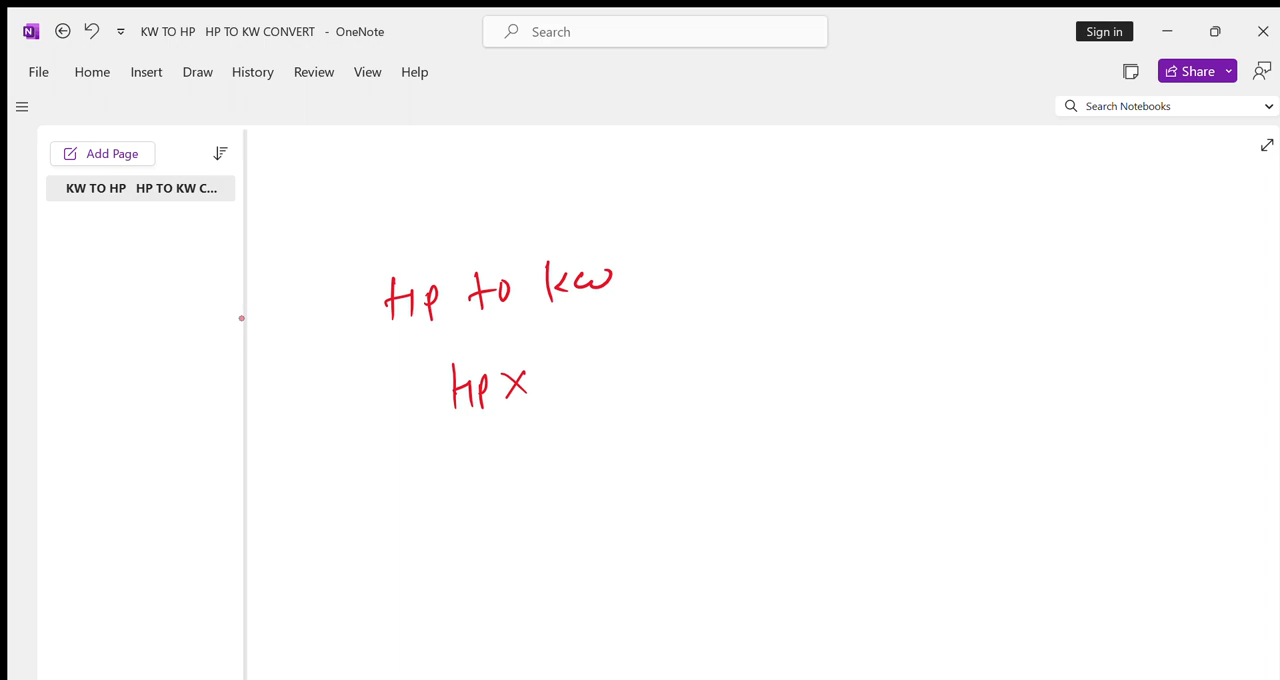 KW TO HP HP TO KW CONVERT - OneNote
Search
Sign in
File Home Insert Draw History Review View Help
Share
Search Notebooks
Add Page
KW TO HP HP TO KW C...
Hp to kw
Hp x